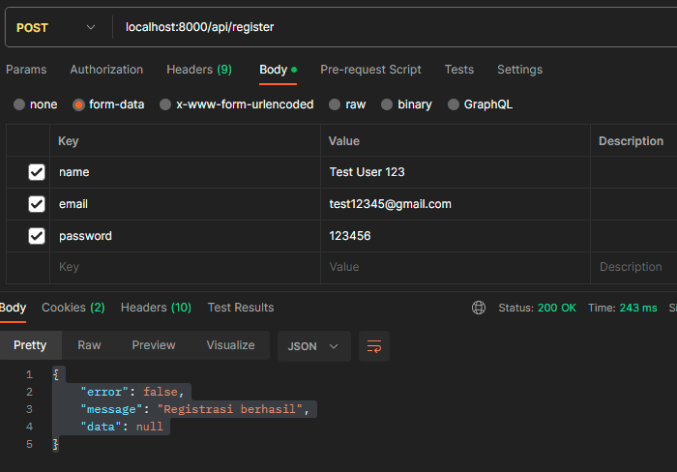 POST localhost:8000/api/register
Params Authorization Headers (9) Body Pre-request Script Tests Settings
none form-data x-www-form-urlencoded raw binary GraphQL
Key Value Description
name Test User 123
email test12345@gmail.com
password 123456
Key Value Description
Body Cookies (2) Headers (10) Test Results Status: 200 OK Time: 243 ms
Pretty Raw Preview Visualize JSON
1 {
2 "error": false,
3 "message": "Registrasi berhasil",
4 "data": null
5 }